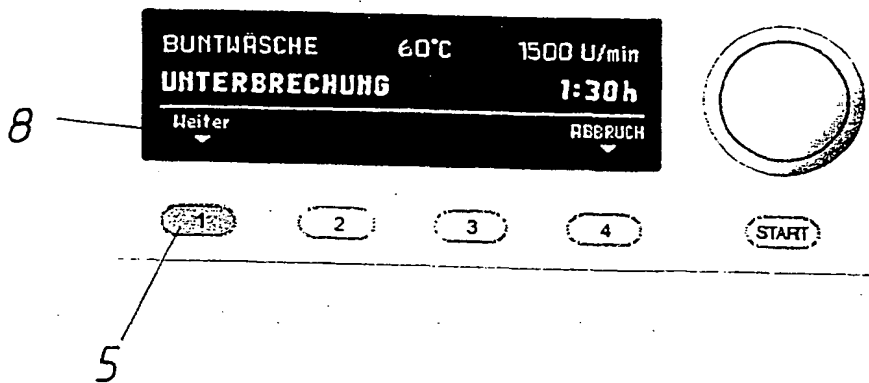 BUNTWÄSCHE 60°C 1500 U/min
UNTERBRECHUNG 1:30h
Weiter ABBRUCH
8
1 2 3 4 START
5